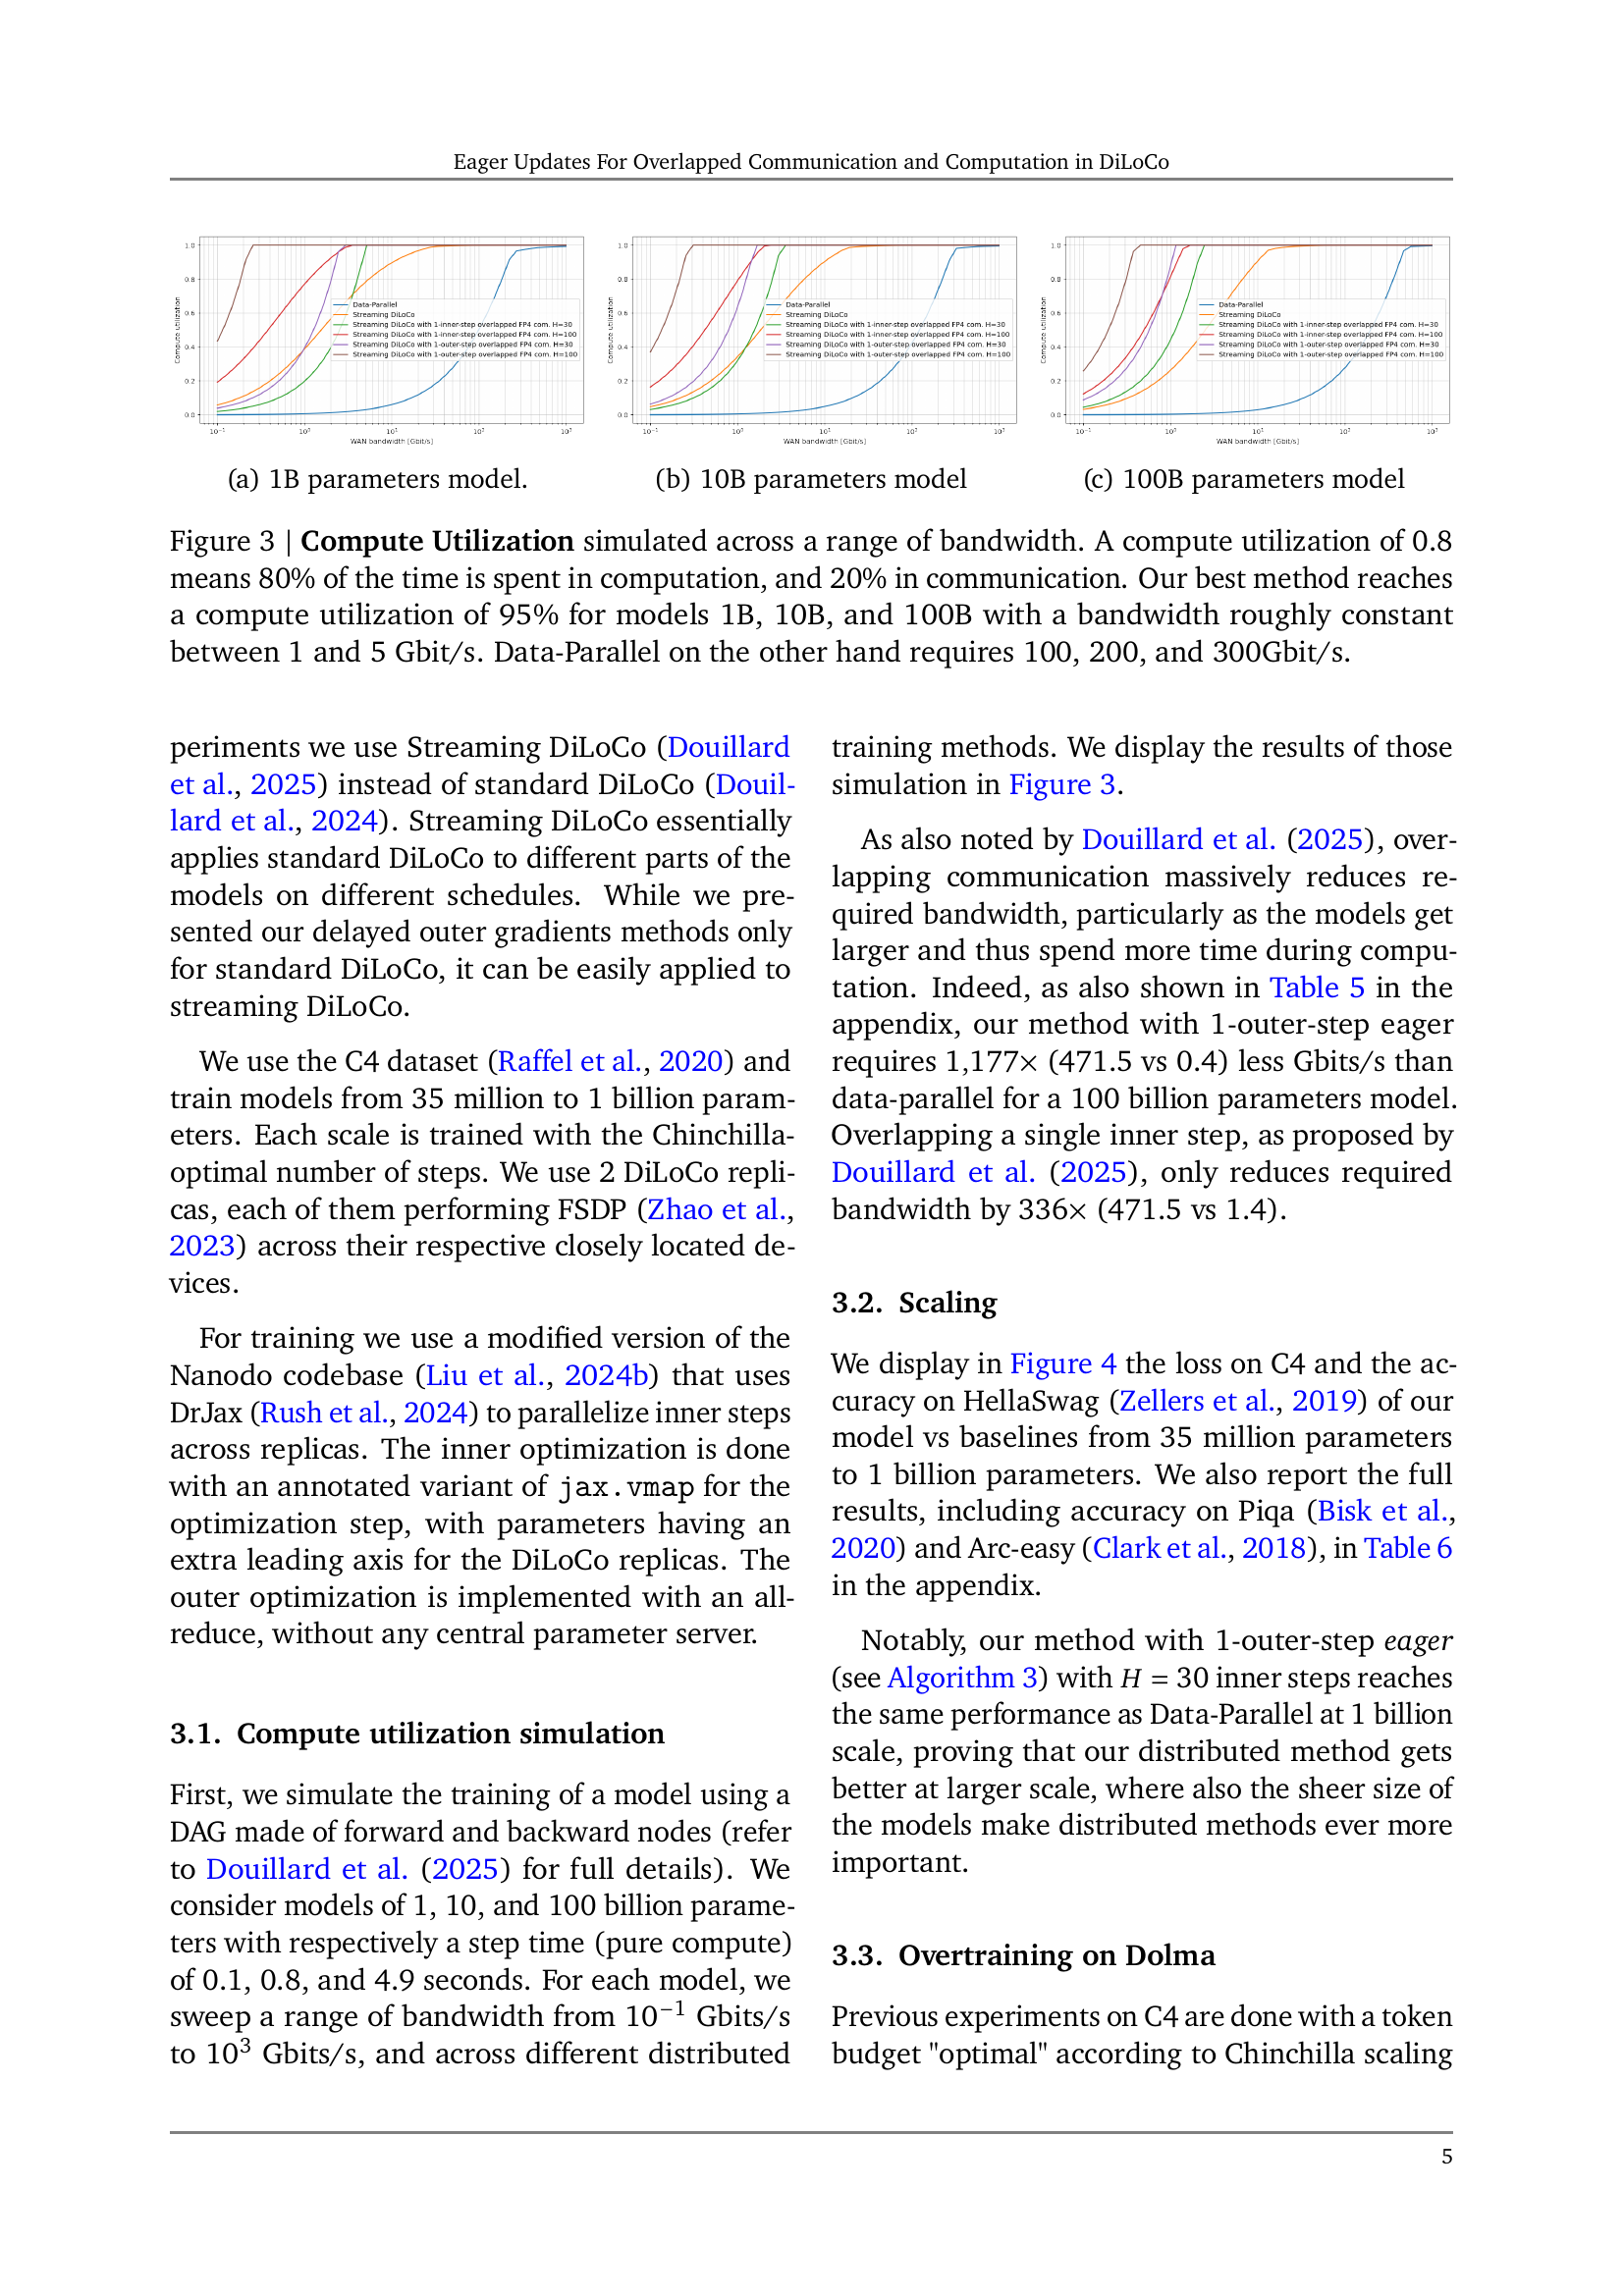 Eager Updates For Overlapped Communication and Computation in DiLoCo
1.0
0.8
0.6
0.4
0.2
0.0
Compute utilization
Data-Parallel
Streaming DiLoCo
Streaming DiLoCo with 1-inner-step overlapped FP4 com. H=30
Streaming DiLoCo with 1-inner-step overlapped FP4 com. H=100
Streaming DiLoCo with 1-outer-step overlapped FP4 com. H=30
Streaming DiLoCo with 1-outer-step overlapped FP4 com. H=100
10⁻¹ 10⁰ 10¹ 10² 10³
WAN bandwidth [Gbit/s]
(a) 1B parameters model.
1.0
0.8
0.6
0.4
0.2
0.0
Compute utilization
Data-Parallel
Streaming DiLoCo
Streaming DiLoCo with 1-inner-step overlapped FP4 com. H=30
Streaming DiLoCo with 1-inner-step overlapped FP4 com. H=100
Streaming DiLoCo with 1-outer-step overlapped FP4 com. H=30
Streaming DiLoCo with 1-outer-step overlapped FP4 com. H=100
10⁻¹ 10⁰ 10¹ 10² 10³
WAN bandwidth [Gbit/s]
(b) 10B parameters model
1.0
0.8
0.6
0.4
0.2
0.0
Compute utilization
Data-Parallel
Streaming DiLoCo
Streaming DiLoCo with 1-inner-step overlapped FP4 com. H=30
Streaming DiLoCo with 1-inner-step overlapped FP4 com. H=100
Streaming DiLoCo with 1-outer-step overlapped FP4 com. H=30
Streaming DiLoCo with 1-outer-step overlapped FP4 com. H=100
10⁻¹ 10⁰ 10¹ 10² 10³
WAN bandwidth [Gbit/s]
(c) 100B parameters model
Figure 3 | Compute Utilization simulated across a range of bandwidth. A compute utilization of 0.8
means 80% of the time is spent in computation, and 20% in communication. Our best method reaches
a compute utilization of 95% for models 1B, 10B, and 100B with a bandwidth roughly constant
between 1 and 5 Gbit/s. Data-Parallel on the other hand requires 100, 200, and 300Gbit/s.
periments we use Streaming DiLoCo (Douillard
et al., 2025) instead of standard DiLoCo (Douil-
lard et al., 2024). Streaming DiLoCo essentially
applies standard DiLoCo to different parts of the
models on different schedules. While we pre-
sented our delayed outer gradients methods only
for standard DiLoCo, it can be easily applied to
streaming DiLoCo.
We use the C4 dataset (Raffel et al., 2020) and
train models from 35 million to 1 billion param-
eters. Each scale is trained with the Chinchilla-
optimal number of steps. We use 2 DiLoCo repli-
cas, each of them performing FSDP (Zhao et al.,
2023) across their respective closely located de-
vices.
For training we use a modified version of the
Nanodo codebase (Liu et al., 2024b) that uses
DrJax (Rush et al., 2024) to parallelize inner steps
across replicas. The inner optimization is done
with an annotated variant of jax.vmap for the
optimization step, with parameters having an
extra leading axis for the DiLoCo replicas. The
outer optimization is implemented with an all-
reduce, without any central parameter server.
3.1. Compute utilization simulation
First, we simulate the training of a model using a
DAG made of forward and backward nodes (refer
to Douillard et al. (2025) for full details). We
consider models of 1, 10, and 100 billion parame-
ters with respectively a step time (pure compute)
of 0.1, 0.8, and 4.9 seconds. For each model, we
sweep a range of bandwidth from 10⁻¹ Gbits/s
to 10³ Gbits/s, and across different distributed
training methods. We display the results of those
simulation in Figure 3.
As also noted by Douillard et al. (2025), over-
lapping communication massively reduces re-
quired bandwidth, particularly as the models get
larger and thus spend more time during compu-
tation. Indeed, as also shown in Table 5 in the
appendix, our method with 1-outer-step eager
requires 1,177× (471.5 vs 0.4) less Gbits/s than
data-parallel for a 100 billion parameters model.
Overlapping a single inner step, as proposed by
Douillard et al. (2025), only reduces required
bandwidth by 336× (471.5 vs 1.4).
3.2. Scaling
We display in Figure 4 the loss on C4 and the ac-
curacy on HellaSwag (Zellers et al., 2019) of our
model vs baselines from 35 million parameters
to 1 billion parameters. We also report the full
results, including accuracy on Piqa (Bisk et al.,
2020) and Arc-easy (Clark et al., 2018), in Table 6
in the appendix.
Notably, our method with 1-outer-step eager
(see Algorithm 3) with H = 30 inner steps reaches
the same performance as Data-Parallel at 1 billion
scale, proving that our distributed method gets
better at larger scale, where also the sheer size of
the models make distributed methods ever more
important.
3.3. Overtraining on Dolma
Previous experiments on C4 are done with a token
budget "optimal" according to Chinchilla scaling
5